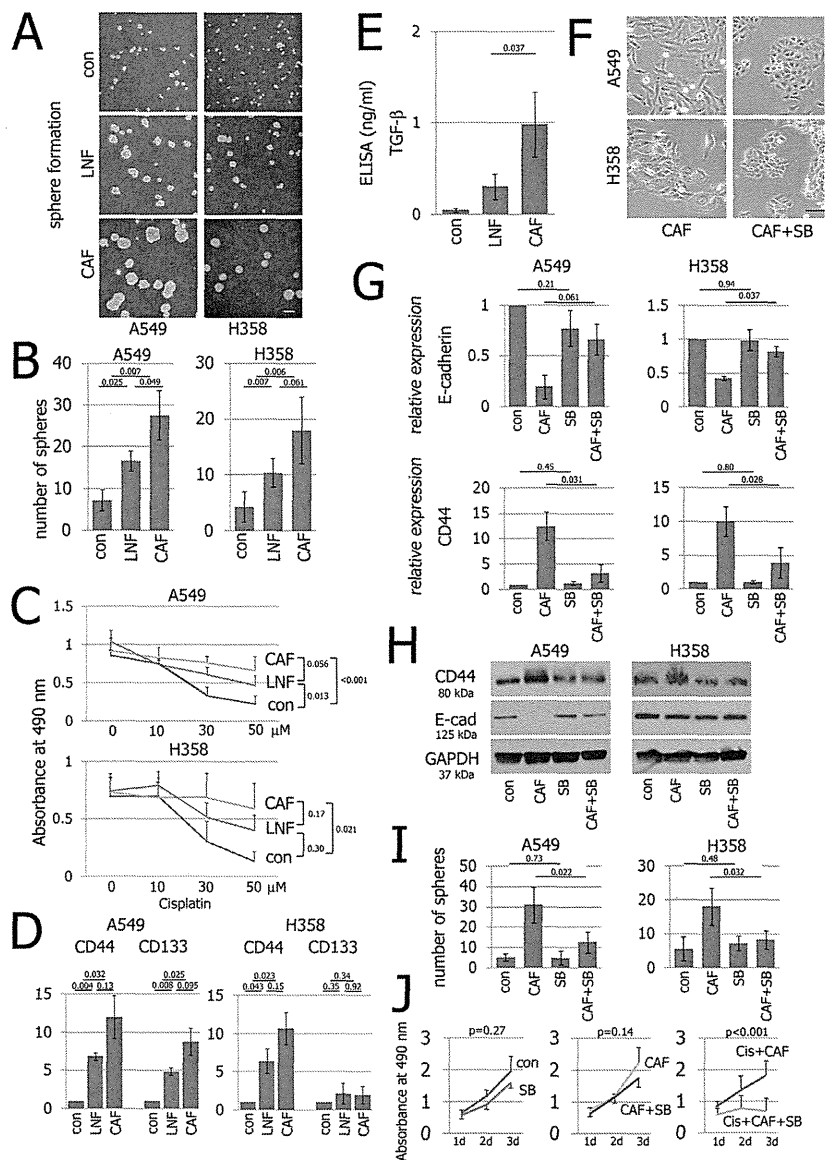 A
con
LNF
CAF
sphere formation
A549
H358
B
A549
H358
40
30
20
10
0
30
20
10
0
0.007
0.025
0.049
0.006
0.007
0.061
number of spheres
con
LNF
CAF
con
LNF
CAF
C
A549
1.5
1
0.5
0
CAF
LNF
con
0.056
0.013
<0.001
0
10
30
50
μM
H358
1
0.5
0
CAF
LNF
con
0.17
0.30
0.021
0
10
30
50
μM
Absorbance at 490 nm
Cisplatin
D
A549
H358
CD44
CD133
CD44
CD133
0.032
0.004
0.13
0.025
0.008
0.095
0.023
0.043
0.15
0.34
0.35
0.92
15
10
5
0
15
10
5
0
con
LNF
CAF
con
LNF
CAF
con
LNF
CAF
con
LNF
CAF
E
ELISA (ng/ml)
TGF-β
2
1
0
0.037
con
LNF
CAF
F
A549
H358
CAF
CAF+SB
G
A549
H358
relative expression
E-cadherin
0.21
0.061
0.94
0.037
1
0.5
0
1.5
1
0.5
0
con
CAF
SB
CAF+SB
con
CAF
SB
CAF+SB
relative expression
CD44
0.45
0.031
0.80
0.028
20
15
10
5
0
15
10
5
0
con
CAF
SB
CAF+SB
con
CAF
SB
CAF+SB
H
A549
H358
CD44
80 kDa
E-cad
125 kDa
GAPDH
37 kDa
con
CAF
SB
CAF+SB
con
CAF
SB
CAF+SB
I
A549
H358
number of spheres
0.73
0.022
0.48
0.032
50
40
30
20
10
0
30
20
10
0
con
CAF
SB
CAF+SB
con
CAF
SB
CAF+SB
J
Absorbance at 490 nm
p=0.27
p=0.14
p<0.001
3
2
1
0
3
2
1
0
3
2
1
0
con
SB
CAF
CAF+SB
Cis+CAF
Cis+CAF+SB
1d
2d
3d
1d
2d
3d
1d
2d
3d